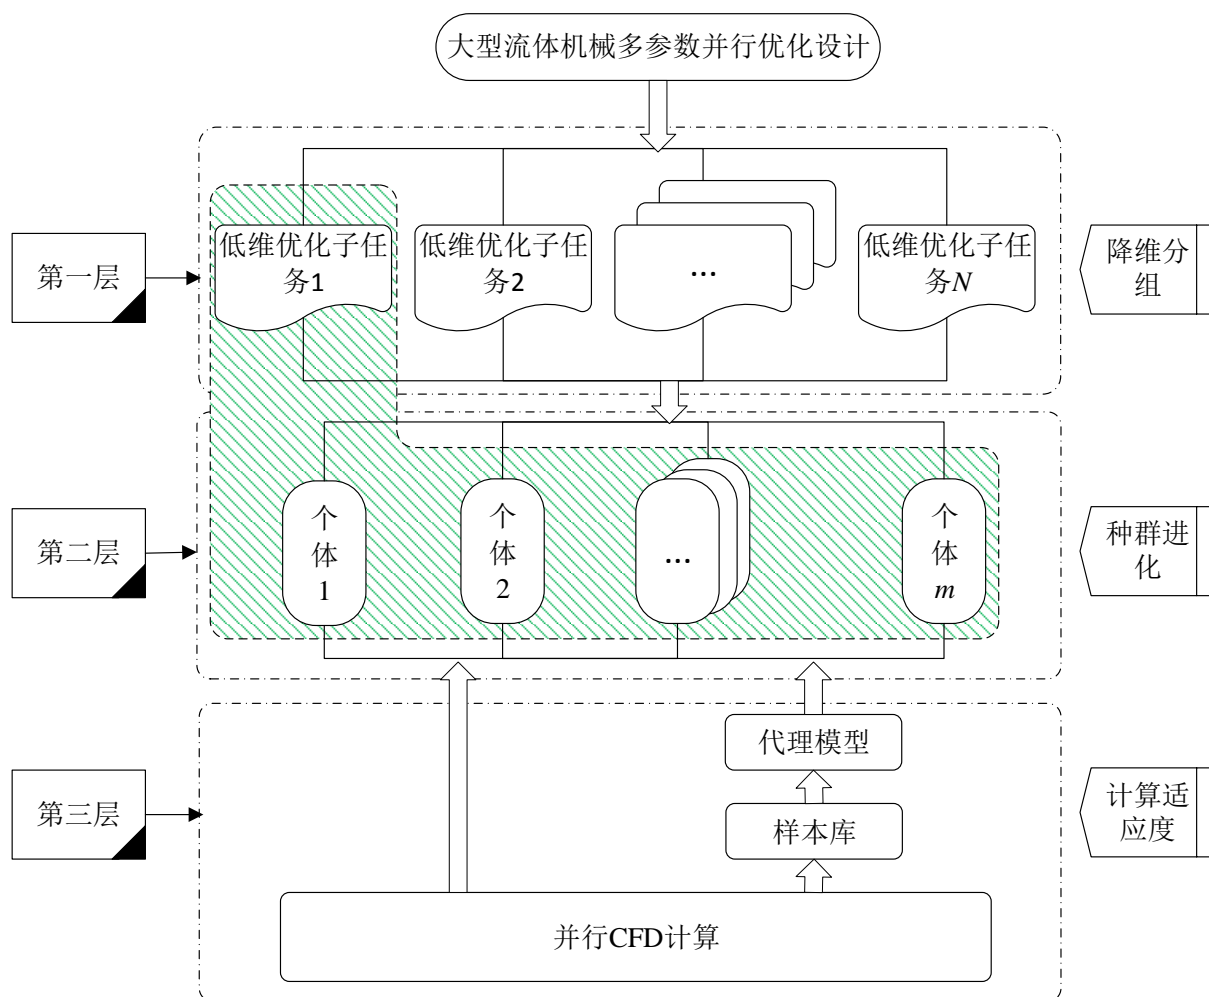 大型流体机械多参数并行优化设计
第一层
低维优化子任
务1
低维优化子任
务2
...
低维优化子任
务N
降维分
组
第二层
个
体
1
个
体
2
...
个
体
m
种群进
化
第三层
代理模型
样本库
并行CFD计算
计算适
应度